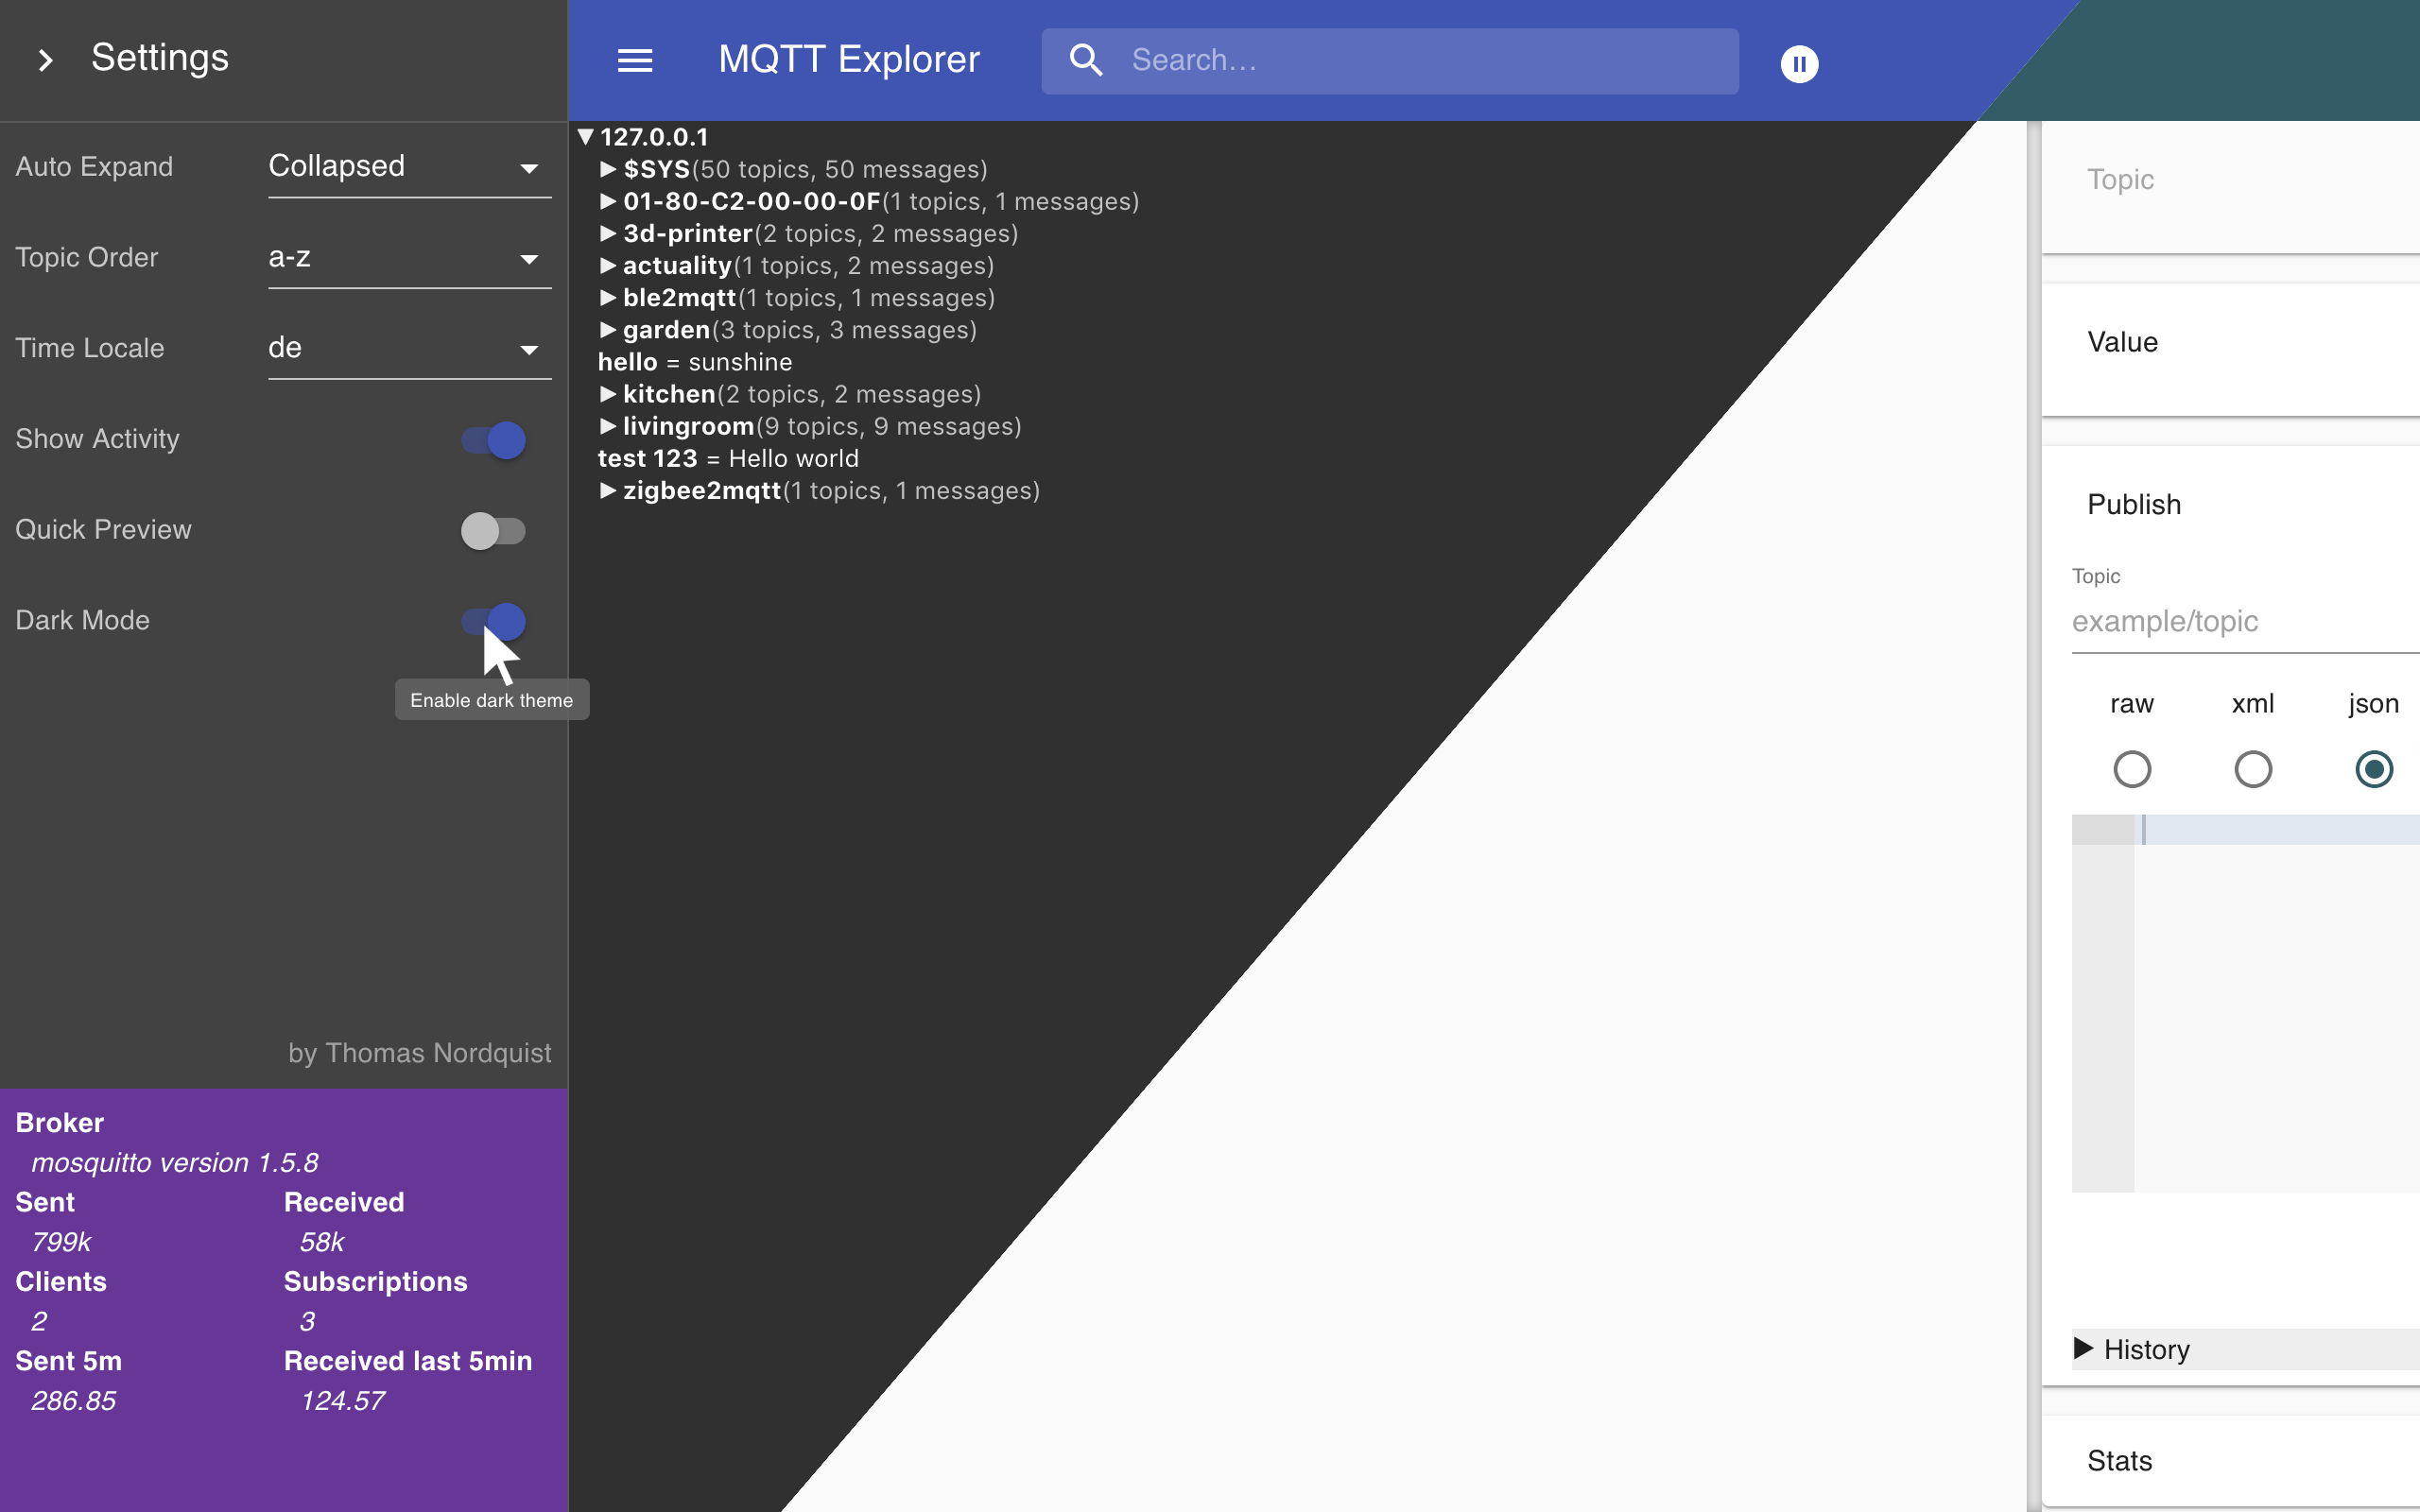 Settings
Auto Expand Collapsed
Topic Order a-z
Time Locale de
Show Activity
Quick Preview
Dark Mode
Enable dark theme
by Thomas Nordquist
Broker
mosquitto version 1.5.8
Sent Received
799k 58k
Clients Subscriptions
2 3
Sent 5m Received last 5min
286.85 124.57
MQTT Explorer Search…
127.0.0.1
$SYS(50 topics, 50 messages)
01-80-C2-00-00-0F(1 topics, 1 messages)
3d-printer(2 topics, 2 messages)
actuality(1 topics, 2 messages)
ble2mqtt(1 topics, 1 messages)
garden(3 topics, 3 messages)
hello = sunshine
kitchen(2 topics, 2 messages)
livingroom(9 topics, 9 messages)
test 123 = Hello world
zigbee2mqtt(1 topics, 1 messages)
Topic
Value
Publish
Topic
example/topic
raw xml json
History
Stats